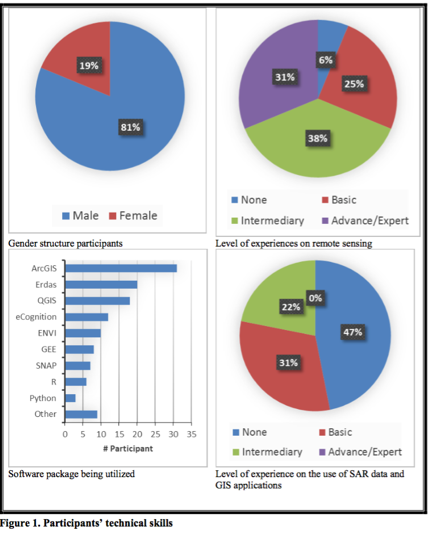 19%
81%
Male Female
Gender structure participants
6%
31%
25%
38%
None Basic
Intermediary Advance/Expert
Level of experiences on remote sensing
ArcGIS
Erdas
QGIS
eCognition
ENVI
GEE
SNAP
R
Python
Other
0 5 10 15 20 25 30 35
# Participant
Software package being utilized
0%
22%
47%
31%
None Basic
Intermediary Advance/Expert
Level of experience on the use of SAR data and
GIS applications
Figure 1. Participants' technical skills